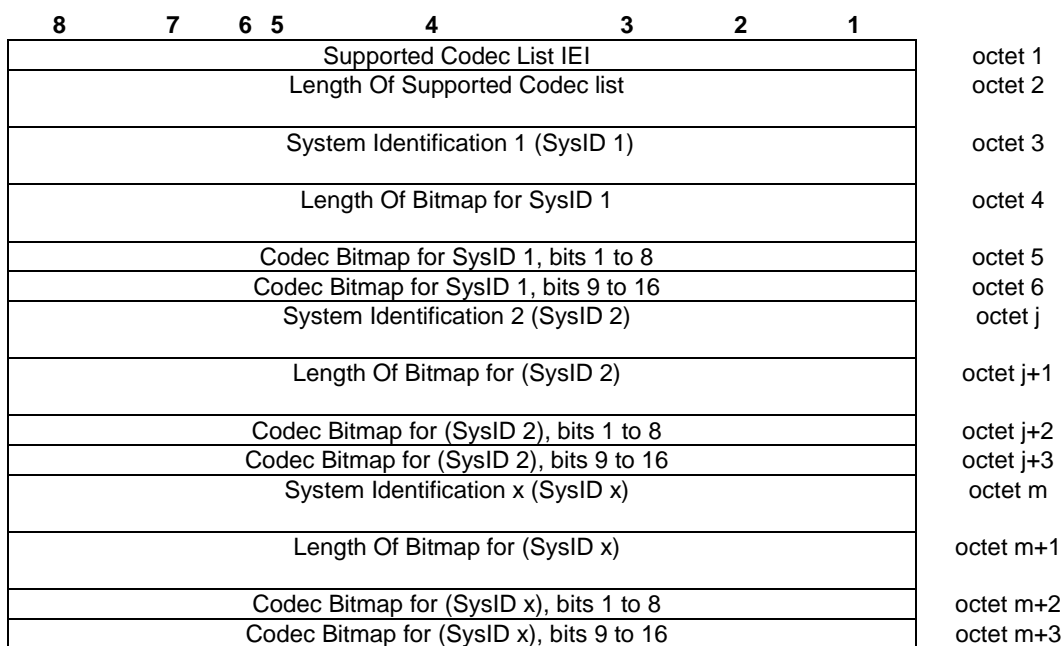 8 7 6 5 4 3 2 1
Supported Codec List IEI octet 1
Length Of Supported Codec list octet 2
System Identification 1 (SysID 1) octet 3
Length Of Bitmap for SysID 1 octet 4
Codec Bitmap for SysID 1, bits 1 to 8 octet 5
Codec Bitmap for SysID 1, bits 9 to 16 octet 6
System Identification 2 (SysID 2) octet j
Length Of Bitmap for (SysID 2) octet j+1
Codec Bitmap for (SysID 2), bits 1 to 8 octet j+2
Codec Bitmap for (SysID 2), bits 9 to 16 octet j+3
System Identification x (SysID x) octet m
Length Of Bitmap for (SysID x) octet m+1
Codec Bitmap for (SysID x), bits 1 to 8 octet m+2
Codec Bitmap for (SysID x), bits 9 to 16 octet m+3